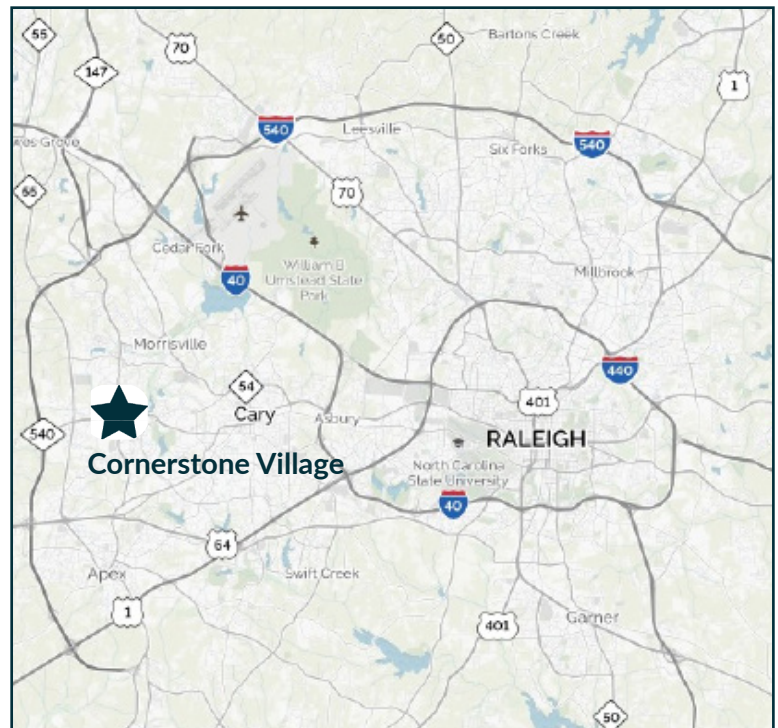 55
70
50
Bartons Creek
147
1
540
Leesville
540
Six Forks
55
70
Cedar Fork
William B
Umstead State
Park
Millbrook
40
Morrisville
440
54
401
Cary
Asbury
540
RALEIGH
Cornerstone Village
North Carolina
State University
40
64
Apex
Swift Creek
1
401
Garner
50